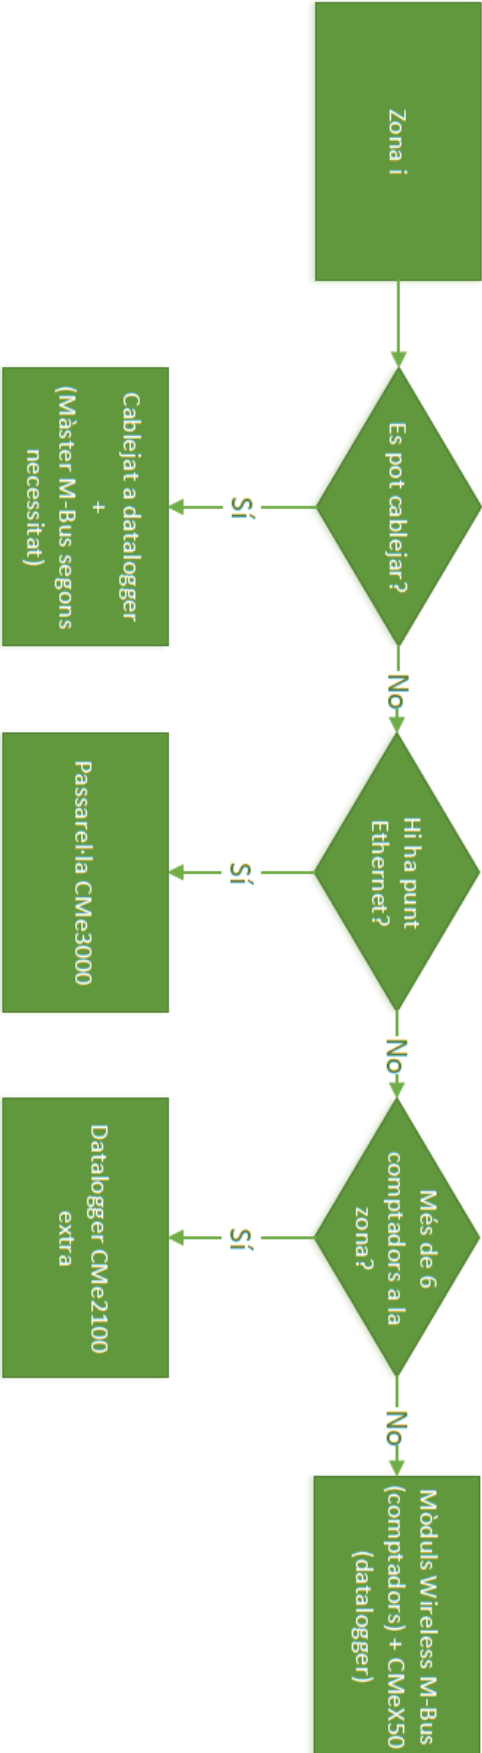 Zona i
Es pot cablejar?
No
Hi ha punt
Ethernet?
No
Més de 6
comptadors a la
zona?
No
Mòduls Wireless M-Bus
(comptadors) + CMeX50
(datalogger)
Sí
Sí
Sí
Cablejat a datalogger
+
(Màster M-Bus segons
necessitat)
Passarel·la CMe3000
Datalogger CMe2100
extra